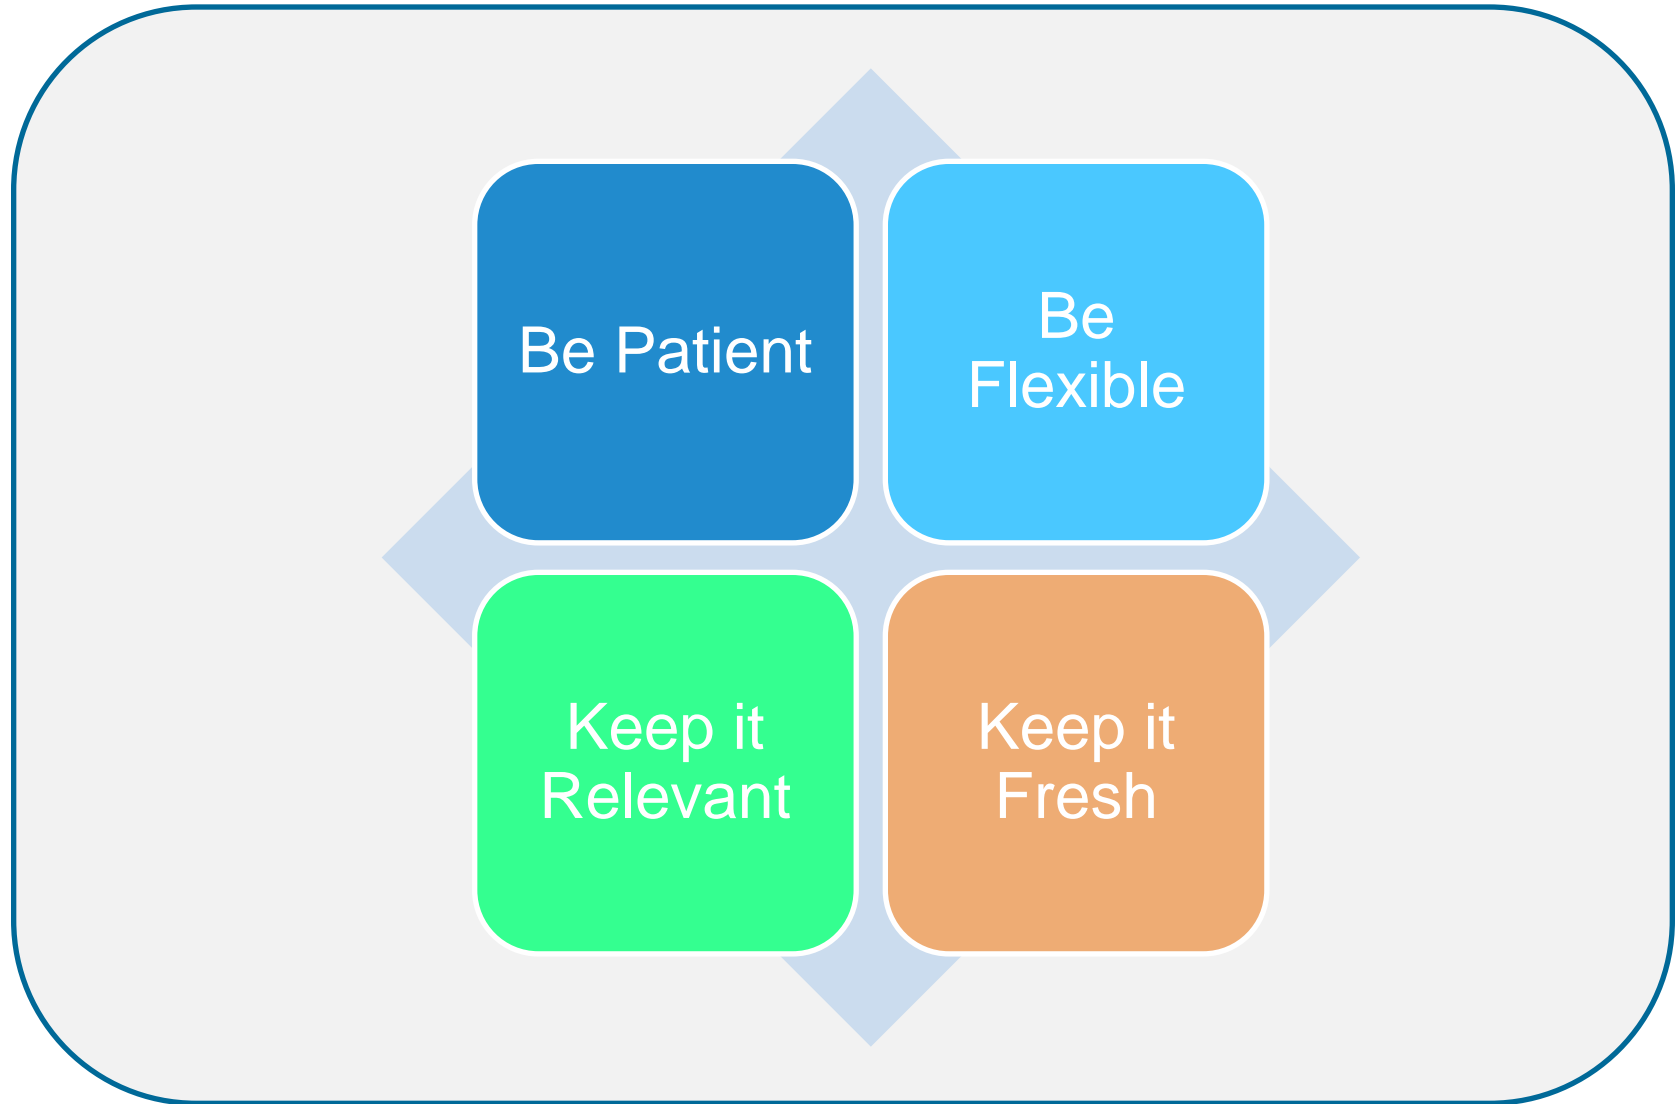 Be Patient
Be
Flexible
Keep it
Relevant
Keep it
Fresh